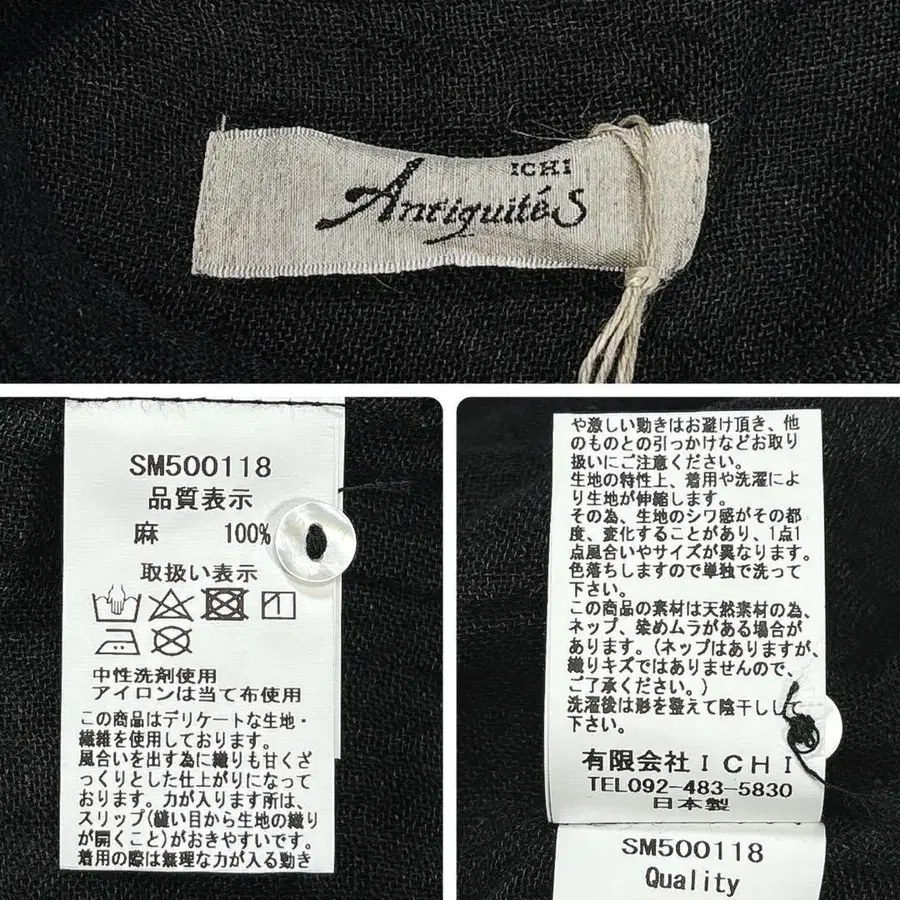 ICHI
Antiquités
SM500118
品質表示
麻 100%
取扱い表示
中性洗剤使用
アイロンは当て布使用
この商品はデリケートな生地・
繊維を使用しております。
風合いを出す為に織りも甘くざ
っくりとした仕上がりになって
おります。力が入ります所は、
スリップ(縫い目から生地の織り
が開くこと)がおきやすいです。
着用の際は無理な力が入る動き
や激しい動きはお避け頂き、他
のものとの引っかけなどお取り
扱いにご注意ください。
生地の特性上、着用や洗濯によ
り生地が伸縮します。
その為、生地のシワ感がその都
度、変化することがあり、1点1
点風合いやサイズが異なります。
色落ちしますので単独で洗って
下さい。
この商品の素材は天然素材の為、
ネップ、染めムラがある場合が
あります。(ネップはありますが、
織りキズではありませんので、
ご了承ください。)
洗濯後は形を整えて陰干しして
下さい。
有限会社ICHI
TEL092-483-5830
日本製
SM500118
Quality